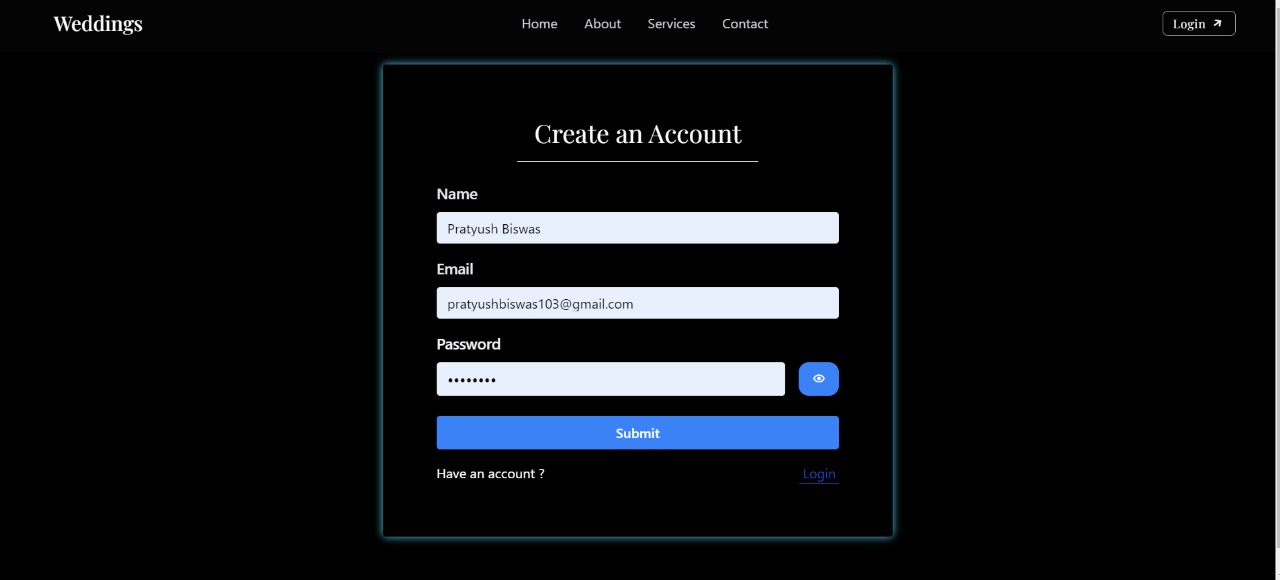 Weddings
Home About Services Contact
Login
Create an Account
Name
Pratyush Biswas
Email
pratyushbiswas103@gmail.com
Password
••••••••
Submit
Have an account ? Login